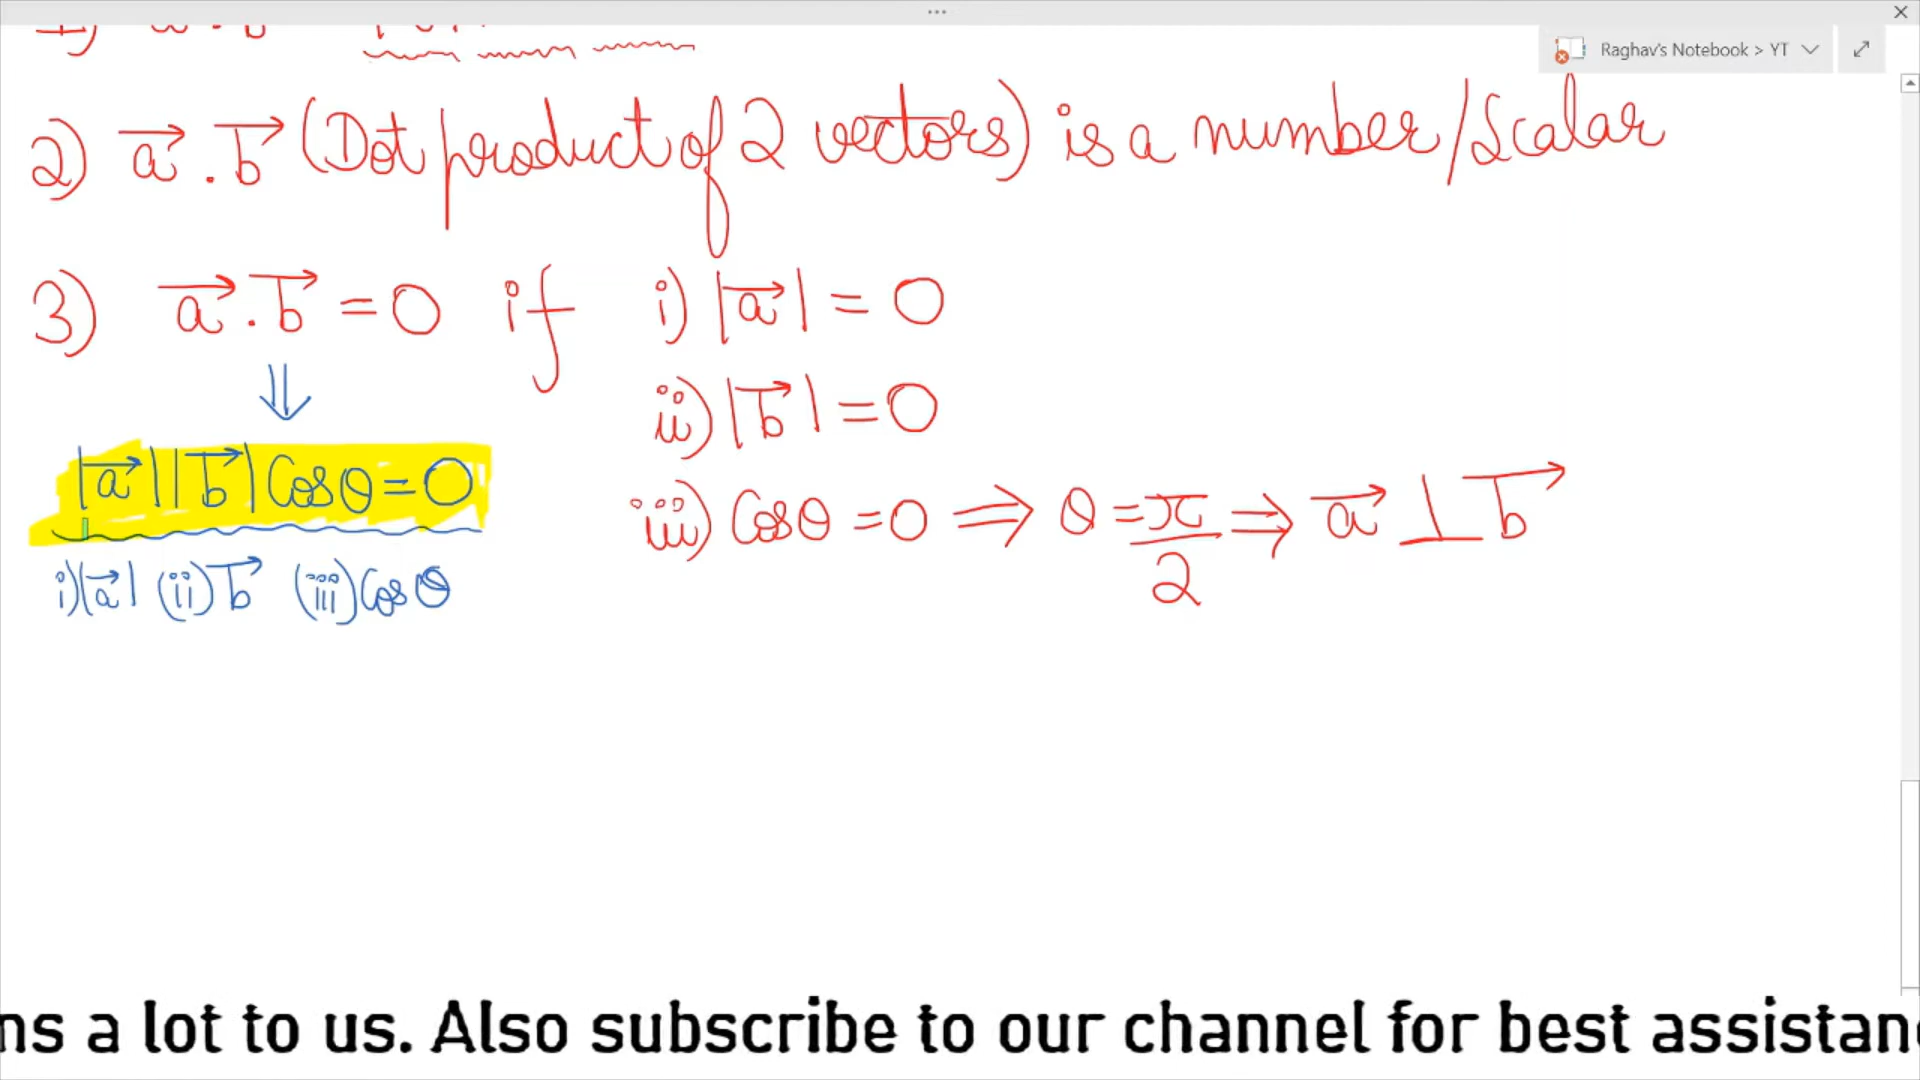 Raghav's Notebook > YT
2) a⃗ . b⃗ (Dot product of 2 vectors) is a number/Scalar
3) a⃗ . b⃗ = 0 if i) |a⃗| = 0
ii) |b⃗| = 0
|a⃗| |b⃗| Cosθ = 0
iii) Cosθ = 0 ⇒ θ = π/2 ⇒ a⃗ ⊥ b⃗
i) |a⃗| (ii) b⃗ (iii) Cosθ
ns a lot to us. Also subscribe to our channel for best assistan